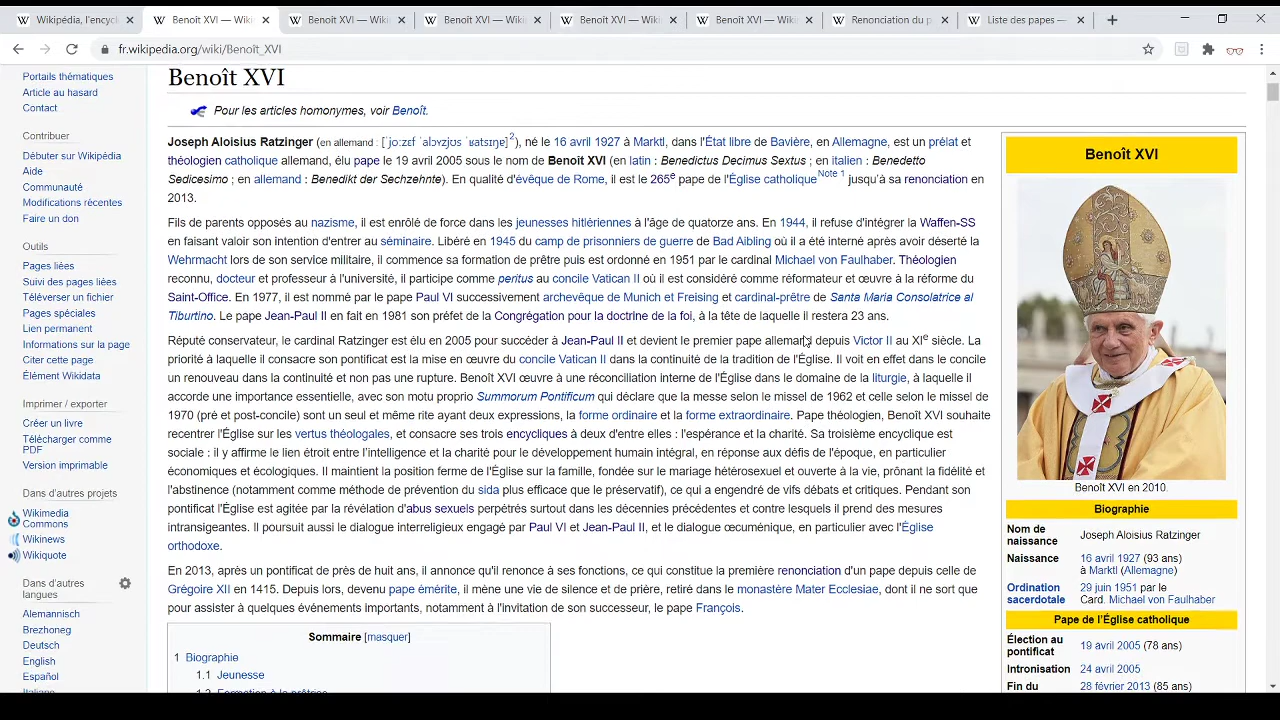 Wikipédia, l'encyc
Benoît XVI — Wiki
Benoît XVI — Wiki
Benoît XVI — Wiki
Benoît XVI — Wiki
Benoît XVI — Wiki
Renonciation du p
Liste des papes —
fr.wikipedia.org/wiki/Benoît_XVI
Portails thématiques
Article au hasard
Contact
Contribuer
Débuter sur Wikipédia
Aide
Communauté
Modifications récentes
Faire un don
Outils
Pages liées
Suivi des pages liées
Téléverser un fichier
Pages spéciales
Lien permanent
Informations sur la page
Citer cette page
Élément Wikidata
Imprimer / exporter
Créer un livre
Télécharger comme
PDF
Version imprimable
Dans d'autres projets
Wikimedia
Commons
Wikinews
Wikiquote
Dans d'autres
langues
Alemannisch
Brezhoneg
Deutsch
English
Español
Italiano
Benoît XVI
Pour les articles homonymes, voir Benoît.
Joseph Aloisius Ratzinger (en allemand : [ˈjoːzɛf ˈalɔʏzjʊs ˈʁatsɪŋɐ]2), né le 16 avril 1927 à Marktl, dans l'État libre de Bavière, en Allemagne, est un prélat et
théologien catholique allemand, élu pape le 19 avril 2005 sous le nom de Benoît XVI (en latin : Benedictus Decimus Sextus ; en italien : Benedetto
Sedicesimo ; en allemand : Benedikt der Sechzehnte). En qualité d'évêque de Rome, il est le 265e pape de l'Église catholique Note 1 jusqu'à sa renonciation en
2013.
Fils de parents opposés au nazisme, il est enrôlé de force dans les jeunesses hitlériennes à l'âge de quatorze ans. En 1944, il refuse d'intégrer la Waffen-SS
en faisant valoir son intention d'entrer au séminaire. Libéré en 1945 du camp de prisonniers de guerre de Bad Aibling où il a été interné après avoir déserté la
Wehrmacht lors de son service militaire, il commence sa formation de prêtre puis est ordonné en 1951 par le cardinal Michael von Faulhaber. Théologien
reconnu, docteur et professeur à l'université, il participe comme peritus au concile Vatican II où il est considéré comme réformateur et œuvre à la réforme du
Saint-Office. En 1977, il est nommé par le pape Paul VI successivement archevêque de Munich et Freising et cardinal-prêtre de Santa Maria Consolatrice al
Tiburtino. Le pape Jean-Paul II en fait en 1981 son préfet de la Congrégation pour la doctrine de la foi, à la tête de laquelle il restera 23 ans.
Réputé conservateur, le cardinal Ratzinger est élu en 2005 pour succéder à Jean-Paul II et devient le premier pape allemand depuis Victor II au XIe siècle. La
priorité à laquelle il consacre son pontificat est la mise en œuvre du concile Vatican II dans la continuité de la tradition de l'Église. Il voit en effet dans le concile
un renouveau dans la continuité et non pas une rupture. Benoît XVI œuvre à une réconciliation interne de l'Église dans le domaine de la liturgie, à laquelle il
accorde une importance essentielle, avec son motu proprio Summorum Pontificum qui déclare que la messe selon le missel de 1962 et celle selon le missel de
1970 (pré et post-concile) sont un seul et même rite ayant deux expressions, la forme ordinaire et la forme extraordinaire. Pape théologien, Benoît XVI souhaite
recentrer l'Église sur les vertus théologales, et consacre ses trois encycliques à deux d'entre elles : l'espérance et la charité. Sa troisième encyclique est
sociale : il y affirme le lien étroit entre l'intelligence et la charité pour le développement humain intégral, en réponse aux défis de l'époque, en particulier
économiques et écologiques. Il maintient la position ferme de l'Église sur la famille, fondée sur le mariage hétérosexuel et ouverte à la vie, prônant la fidélité et
l'abstinence (notamment comme méthode de prévention du sida plus efficace que le préservatif), ce qui a engendré de vifs débats et critiques. Pendant son
pontificat l'Église est agitée par la révélation d'abus sexuels perpétrés surtout dans les décennies précédentes et contre lesquels il prend des mesures
intransigeantes. Il poursuit aussi le dialogue interreligieux engagé par Paul VI et Jean-Paul II, et le dialogue œcuménique, en particulier avec l'Église
orthodoxe.
En 2013, après un pontificat de près de huit ans, il annonce qu'il renonce à ses fonctions, ce qui constitue la première renonciation d'un pape depuis celle de
Grégoire XII en 1415. Depuis lors, devenu pape émérite, il mène une vie de silence et de prière, retiré dans le monastère Mater Ecclesiae, dont il ne sort que
pour assister à quelques événements importants, notamment à l'invitation de son successeur, le pape François.
Sommaire [masquer]
1 Biographie
1.1 Jeunesse
1.2 Formation à la prêtrise
Benoît XVI
Benoît XVI en 2010.
Biographie
Nom de
naissance
Joseph Aloisius Ratzinger
Naissance
16 avril 1927 (93 ans)
à Marktl (Allemagne)
Ordination
sacerdotale
29 juin 1951 par le
Card. Michael von Faulhaber
Pape de l'Église catholique
Élection au
pontificat
19 avril 2005 (78 ans)
Intronisation
24 avril 2005
Fin du
28 février 2013 (85 ans)